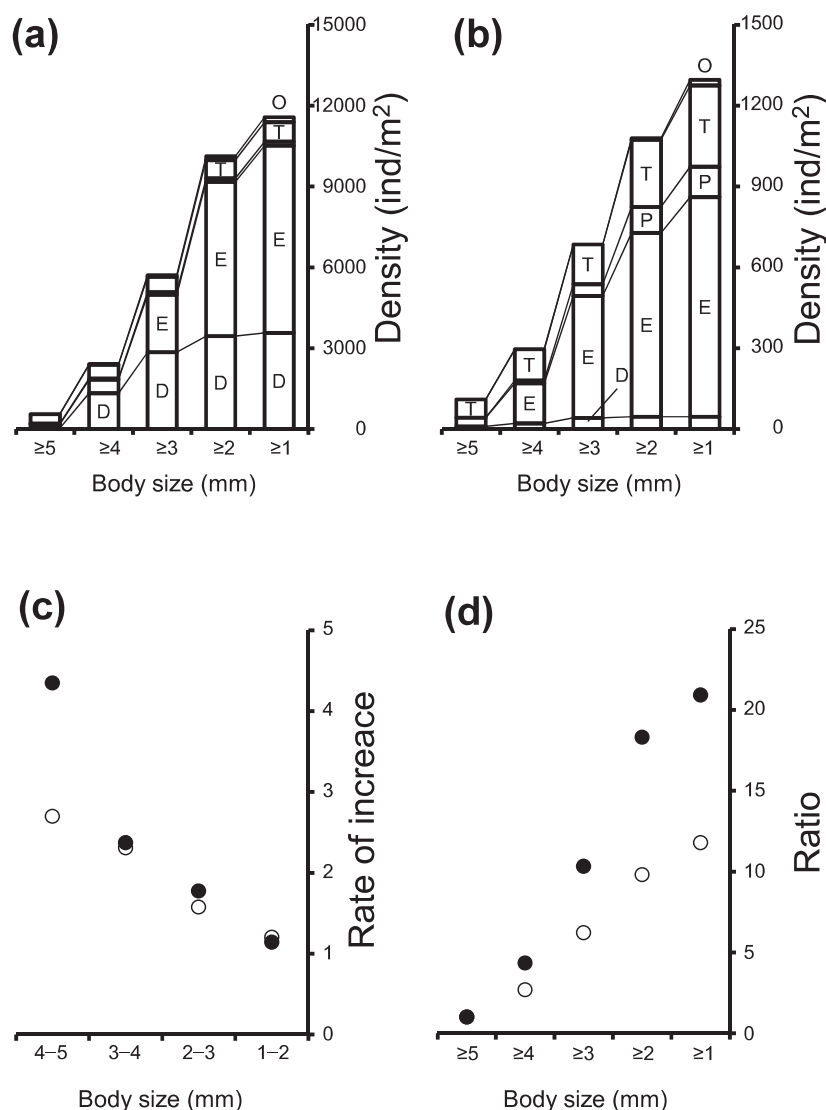 (a)
15000
12000
9000
6000
3000
0
Density (ind/m²)
O
T
E
D
T
E
D
E
D
D
≥5 ≥4 ≥3 ≥2 ≥1
Body size (mm)
(b)
1500
1200
900
600
300
0
Density (ind/m²)
O
T
P
E
T
P
E
T
E
D
T
E
T
≥5 ≥4 ≥3 ≥2 ≥1
Body size (mm)
(c)
5
4
3
2
1
0
Rate of increace
4–5 3–4 2–3 1–2
Body size (mm)
(d)
25
20
15
10
5
0
Ratio
≥5 ≥4 ≥3 ≥2 ≥1
Body size (mm)